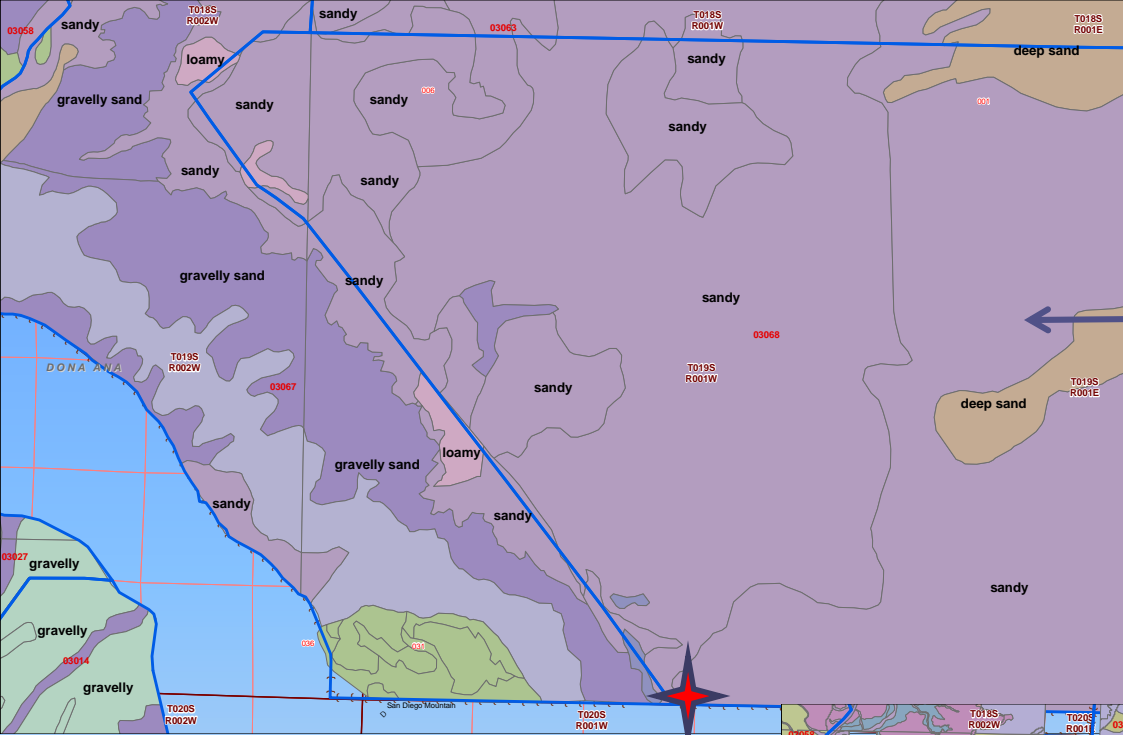 T018S
R002W
sandy
03058
sandy
03063
T018S
R001W
T018S
R001E
deep sand
loamy
sandy
gravelly sand
sandy
sandy
006
001
sandy
sandy
sandy
gravelly sand
sandy
sandy
03068
T019S
R002W
DONA ANA
03067
T019S
R001W
sandy
T019S
R001E
deep sand
loamy
gravelly sand
sandy
sandy
03027
gravelly
sandy
gravelly
036
031
03014
gravelly
San Diego Mountain
T020S
R002W
T020S
R001W
T018S
R002W
T020S
03058